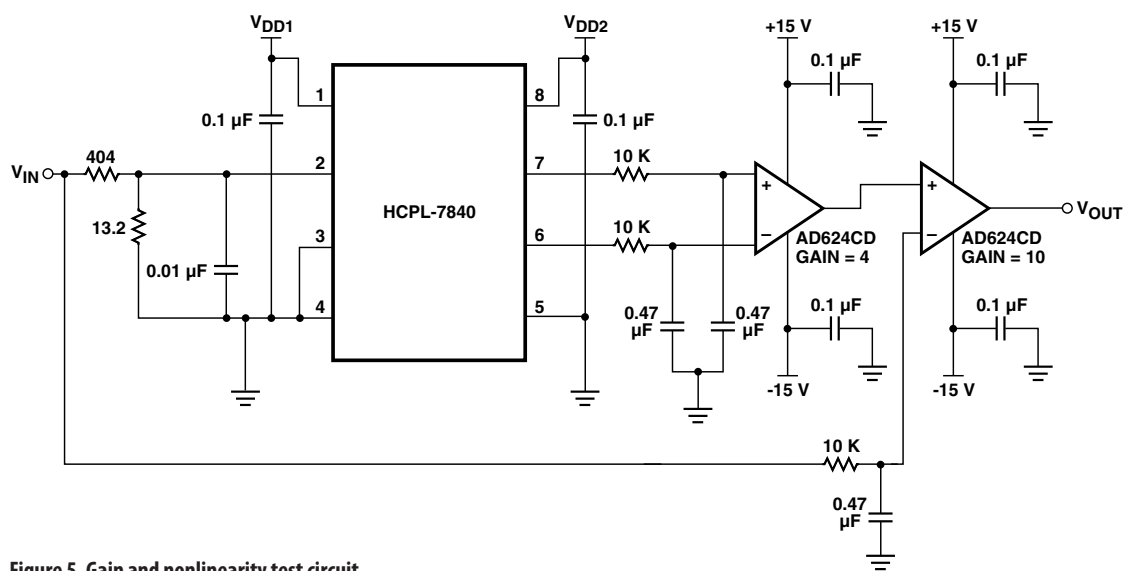 VDD1
VDD2
+15 V
+15 V
0.1 µF
0.1 µF
1
8
0.1 µF
0.1 µF
VIN
404
2
7
10 K
13.2
HCPL-7840
+
−
+
−
VOUT
3
6
10 K
AD624CD
GAIN = 4
AD624CD
GAIN = 10
0.01 µF
4
5
0.47
µF
0.47
µF
0.1 µF
0.1 µF
-15 V
-15 V
10 K
0.47
µF
Figure 5. Gain and nonlinearity test circuit.